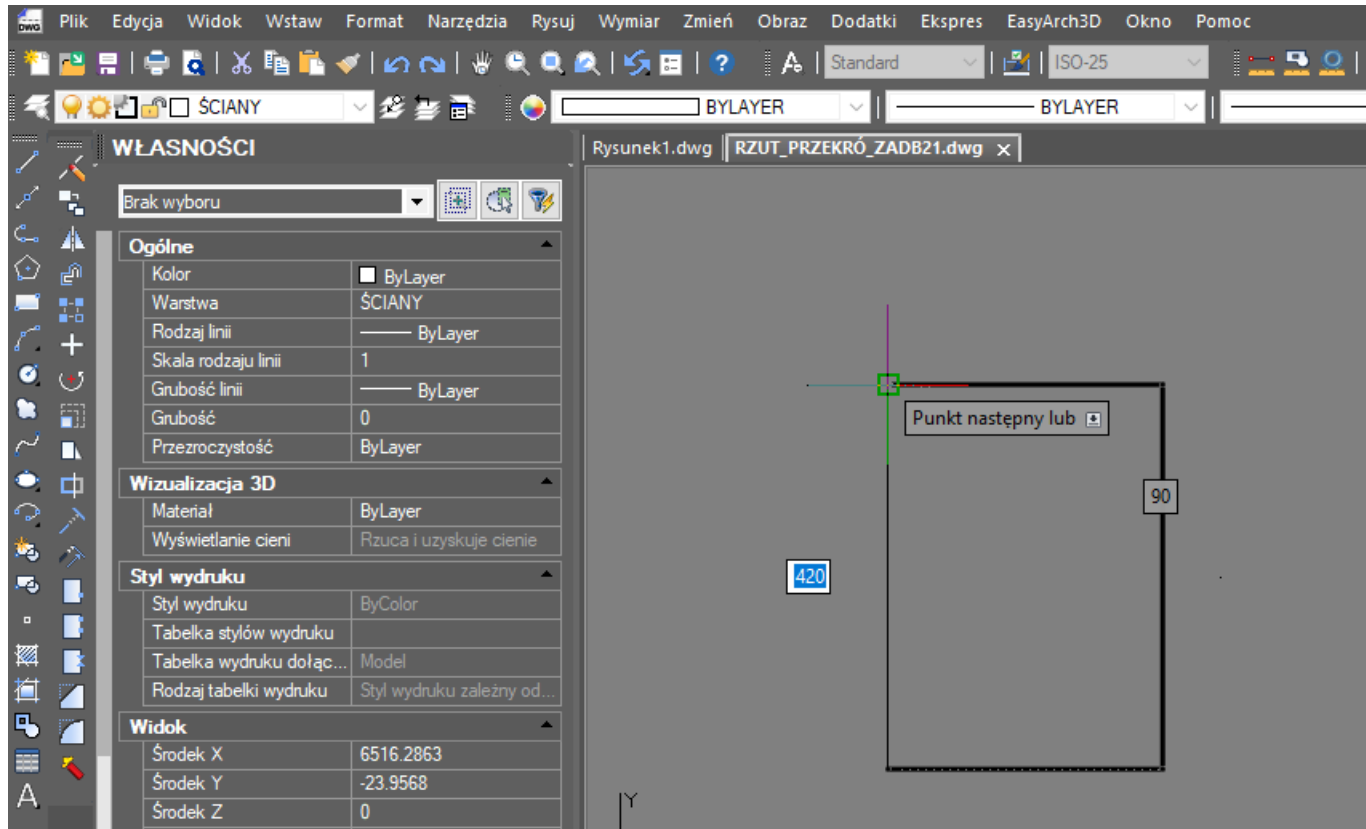 DWG Plik Edycja Widok Wstaw Format Narzędzia Rysuj Wymiar Zmień Obraz Dodatki Ekspres EasyArch3D Okno Pomoc
Standard ISO-25
ŚCIANY BYLAYER BYLAYER
WŁASNOŚCI
Rysunek1.dwg RZUT_PRZEKRÓ_ZADB21.dwg
Brak wyboru
Ogólne
Kolor ByLayer
Warstwa ŚCIANY
Rodzaj linii ByLayer
Skala rodzaju linii 1
Grubość linii ByLayer
Grubość 0
Przezroczystość ByLayer
Punkt następny lub
Wizualizacja 3D
90
Materiał ByLayer
Wyświetlanie cieni Rzuca i uzyskuje cienie
Styl wydruku
420
Styl wydruku ByColor
Tabelka stylów wydruku
Tabelka wydruku dołąc... Model
Rodzaj tabelki wydruku Styl wydruku zależny od...
Widok
Środek X 6516.2863
Środek Y -23.9568
Środek Z 0
Y
A